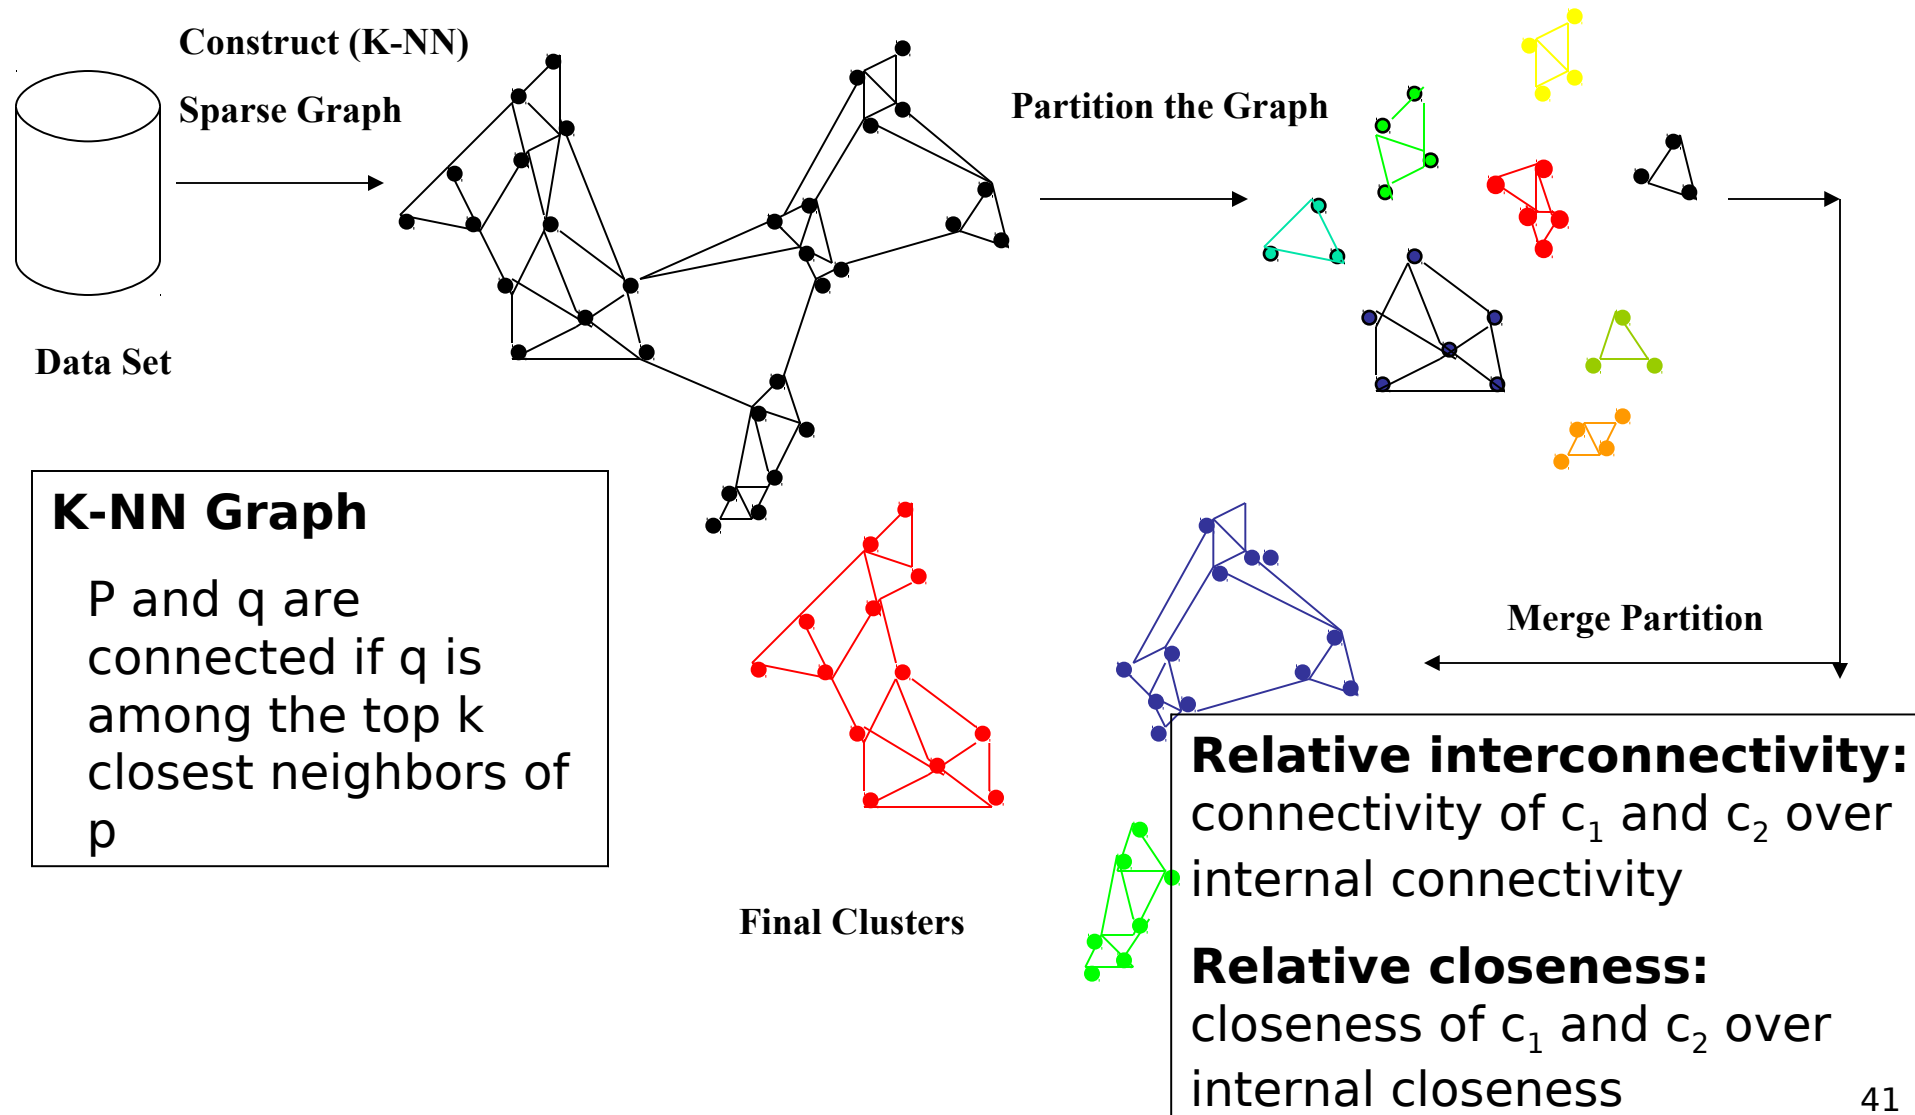 Construct (K-NN)
Sparse Graph
Partition the Graph
Data Set
K-NN Graph
P and q are
connected if q is
among the top k
closest neighbors of
p
Merge Partition
Final Clusters
Relative interconnectivity:
connectivity of c₁ and c₂ over
internal connectivity
Relative closeness:
closeness of c₁ and c₂ over
internal closeness
41